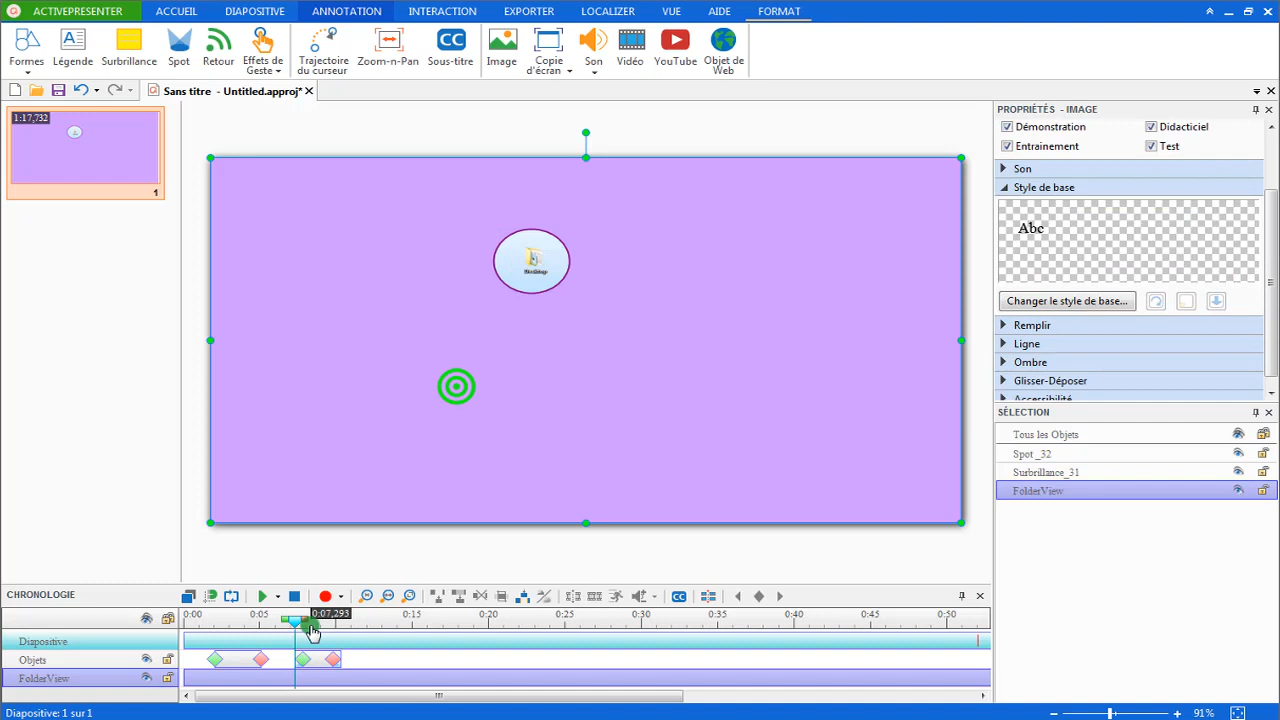 ACTIVEPRESENTER ACCUEIL DIAPOSITIVE ANNOTATION INTERACTION EXPORTER LOCALIZER VUE AIDE FORMAT
Formes Légende Surbrillance Spot Retour Effets de Geste Trajectoire du curseur Zoom-n-Pan Sous-titre Image Copie d'écran Son Vidéo YouTube Objet de Web
Sans titre - Untitled.approj*
PROPRIÉTÉS - IMAGE
1:17,732
1
Démonstration Didacticiel
Entrainement Test
Son
Style de base
Abc
Changer le style de base...
Remplir
Ligne
Ombre
Glisser-Déposer
Accessibilité
Desktop
SÉLECTION
Tous les Objets
Spot _32
Surbrillance_31
FolderView
CHRONOLOGIE
0:00 0:05 0:07,293 0:15 0:20 0:25 0:30 0:35 0:40 0:45 0:50
Diapositive
Objets
FolderView
Diapositive: 1 sur 1 91%